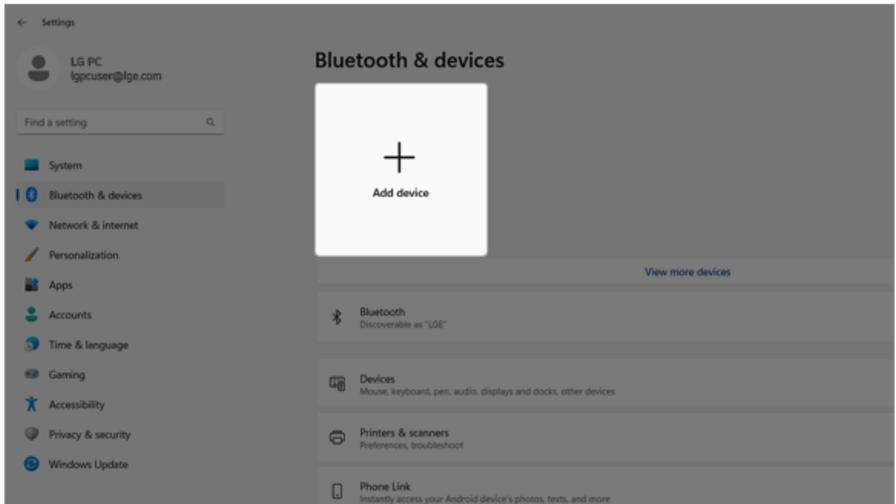 Settings
LG PC
lgpcuser@lge.com
Find a setting
System
Bluetooth & devices
Network & internet
Personalization
Apps
Accounts
Time & language
Gaming
Accessibility
Privacy & security
Windows Update
Bluetooth & devices
Add device
View more devices
Bluetooth
Discoverable as "LGE"
Devices
Mouse, keyboard, pen, audio, displays and docks, other devices
Printers & scanners
Preferences, troubleshoot
Phone Link
Instantly access your Android device's photos, texts, and more